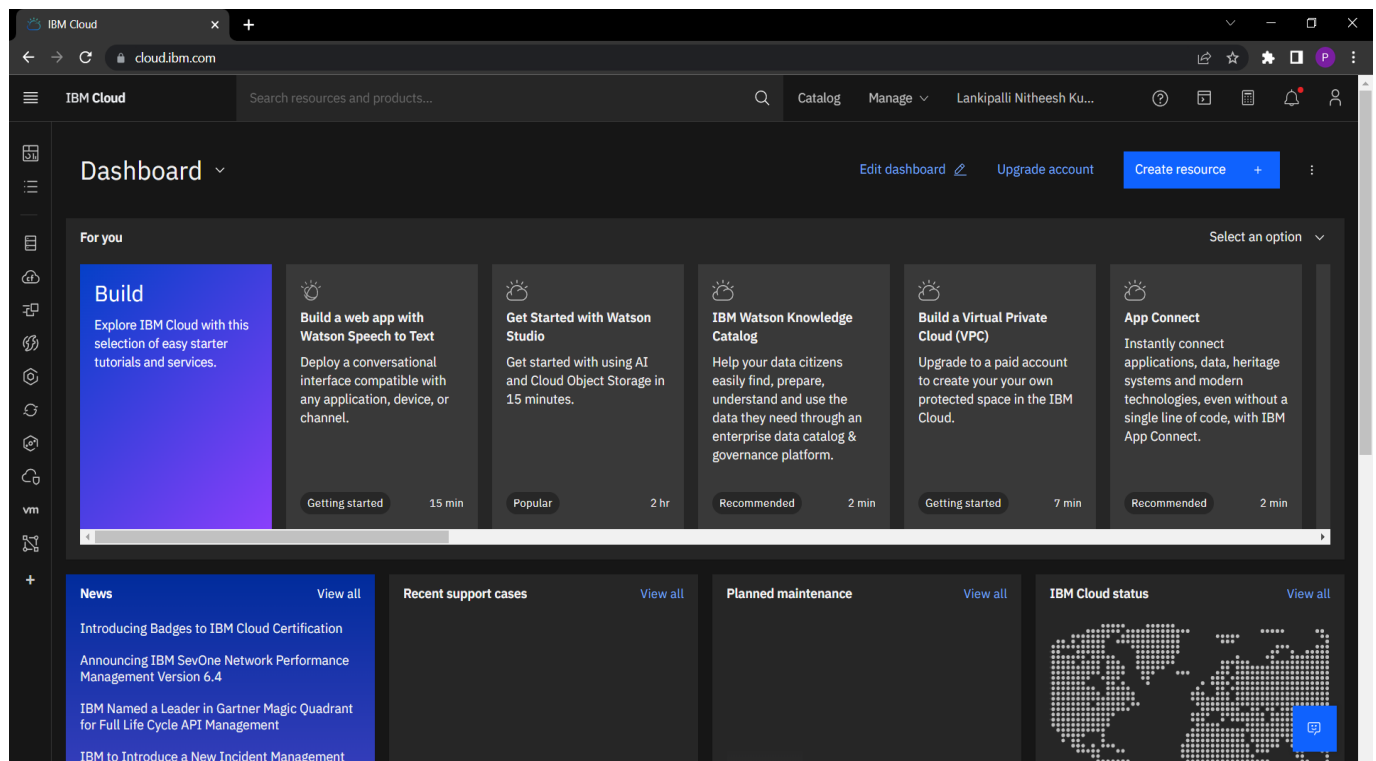 IBM Cloud
cloud.ibm.com
P
IBM Cloud
Search resources and products...
Catalog
Manage
Lankipalli Nitheesh Ku...
Dashboard
Edit dashboard
Upgrade account
Create resource +
For you
Select an option
Build
Explore IBM Cloud with this
selection of easy starter
tutorials and services.
Build a web app with
Watson Speech to Text
Deploy a conversational
interface compatible with
any application, device, or
channel.
Getting started
15 min
Get Started with Watson
Studio
Get started with using AI
and Cloud Object Storage in
15 minutes.
Popular
2 hr
IBM Watson Knowledge
Catalog
Help your data citizens
easily find, prepare,
understand and use the
data they need through an
enterprise data catalog &
governance platform.
Recommended
2 min
Build a Virtual Private
Cloud (VPC)
Upgrade to a paid account
to create your your own
protected space in the IBM
Cloud.
Getting started
7 min
App Connect
Instantly connect
applications, data, heritage
systems and modern
technologies, even without a
single line of code, with IBM
App Connect.
Recommended
2 min
cf
vm
News
View all
Introducing Badges to IBM Cloud Certification
Announcing IBM SevOne Network Performance
Management Version 6.4
IBM Named a Leader in Gartner Magic Quadrant
for Full Life Cycle API Management
IBM to Introduce a New Incident Management
Recent support cases
View all
Planned maintenance
View all
IBM Cloud status
View all